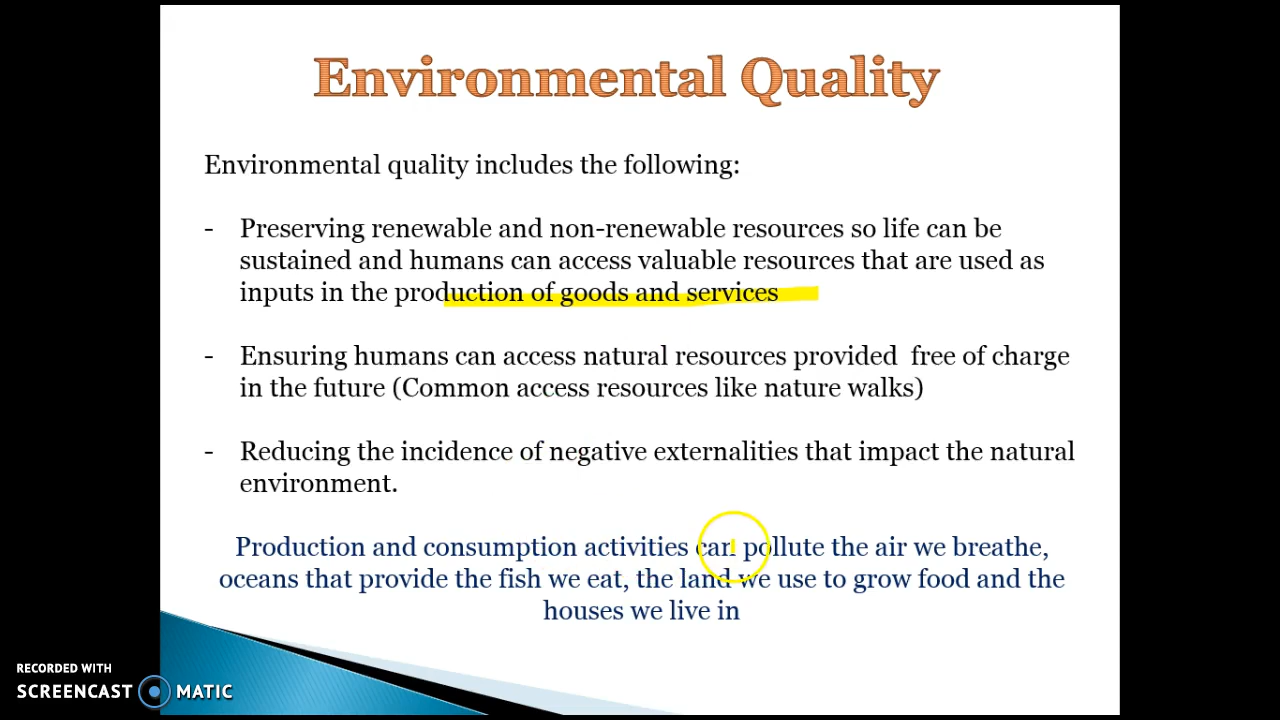 Environmental Quality
Environmental quality includes the following:
- Preserving renewable and non-renewable resources so life can be
sustained and humans can access valuable resources that are used as
inputs in the production of goods and services
- Ensuring humans can access natural resources provided  free of charge
in the future (Common access resources like nature walks)
- Reducing the incidence of negative externalities that impact the natural
environment.
Production and consumption activities can pollute the air we breathe,
oceans that provide the fish we eat, the land we use to grow food and the
houses we live in
RECORDED WITH
SCREENCAST MATIC